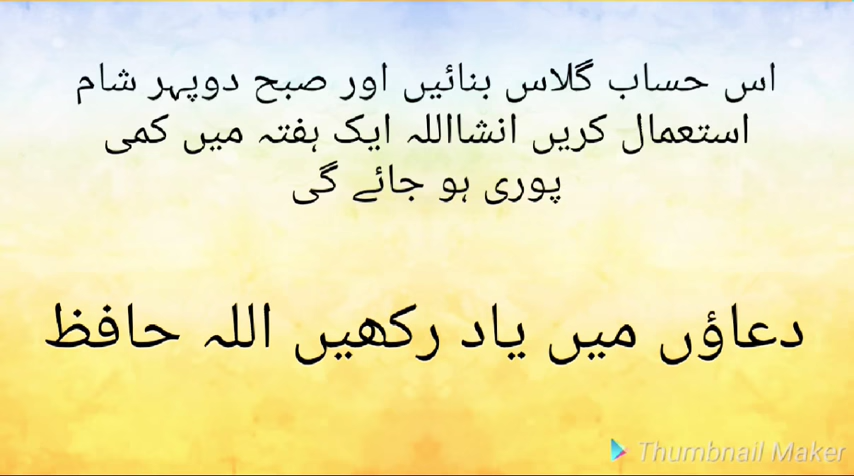 اس حساب گلاس بنائیں اور صبح دوپہر شام
استعمال کریں انشااللہ ایک ہفتہ میں کمی
پوری ہو جائے گی
دعاؤں میں یاد رکھیں اللہ حافظ
Thumbnail Maker